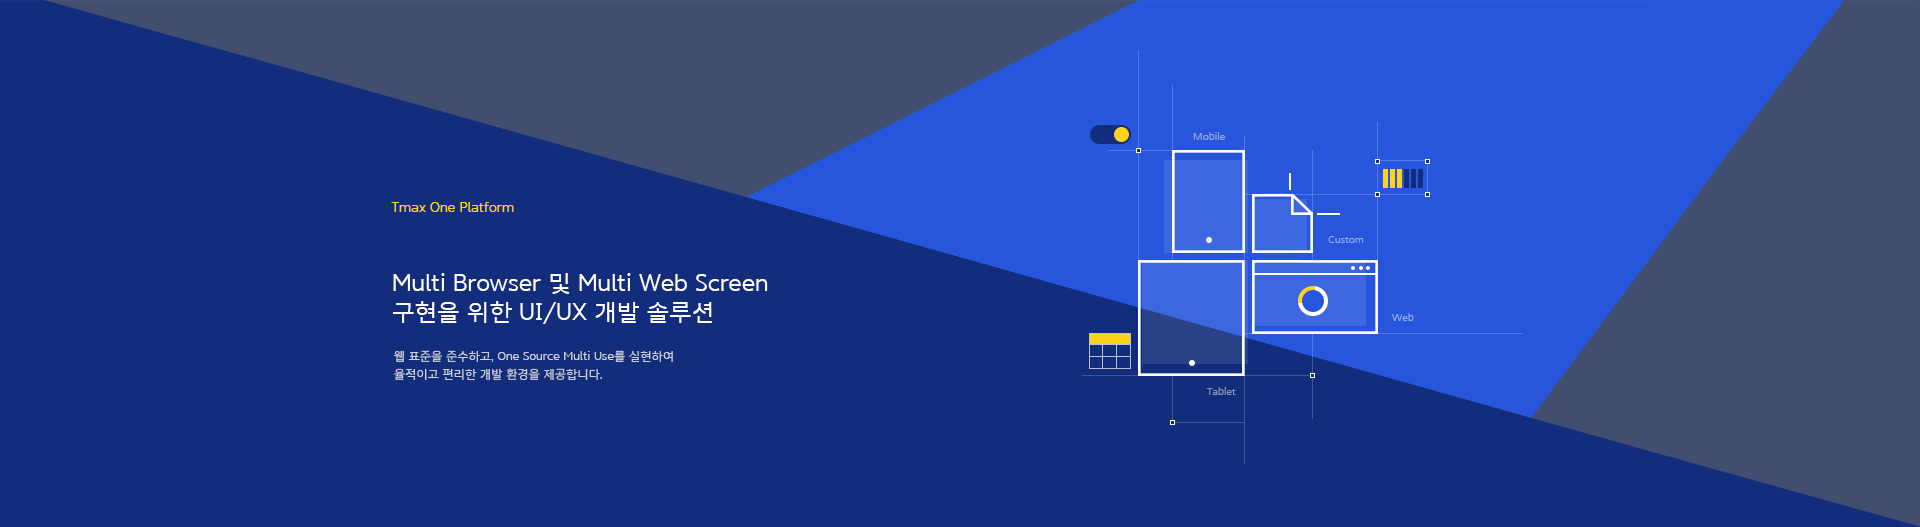 Tmax One Platform
Multi Browser 및 Multi Web Screen
구현을 위한 UI/UX 개발 솔루션
웹 표준을 준수하고, One Source Multi Use를 실현하여
율적이고 편리한 개발 환경을 제공합니다.
Mobile
Custom
Web
Tablet